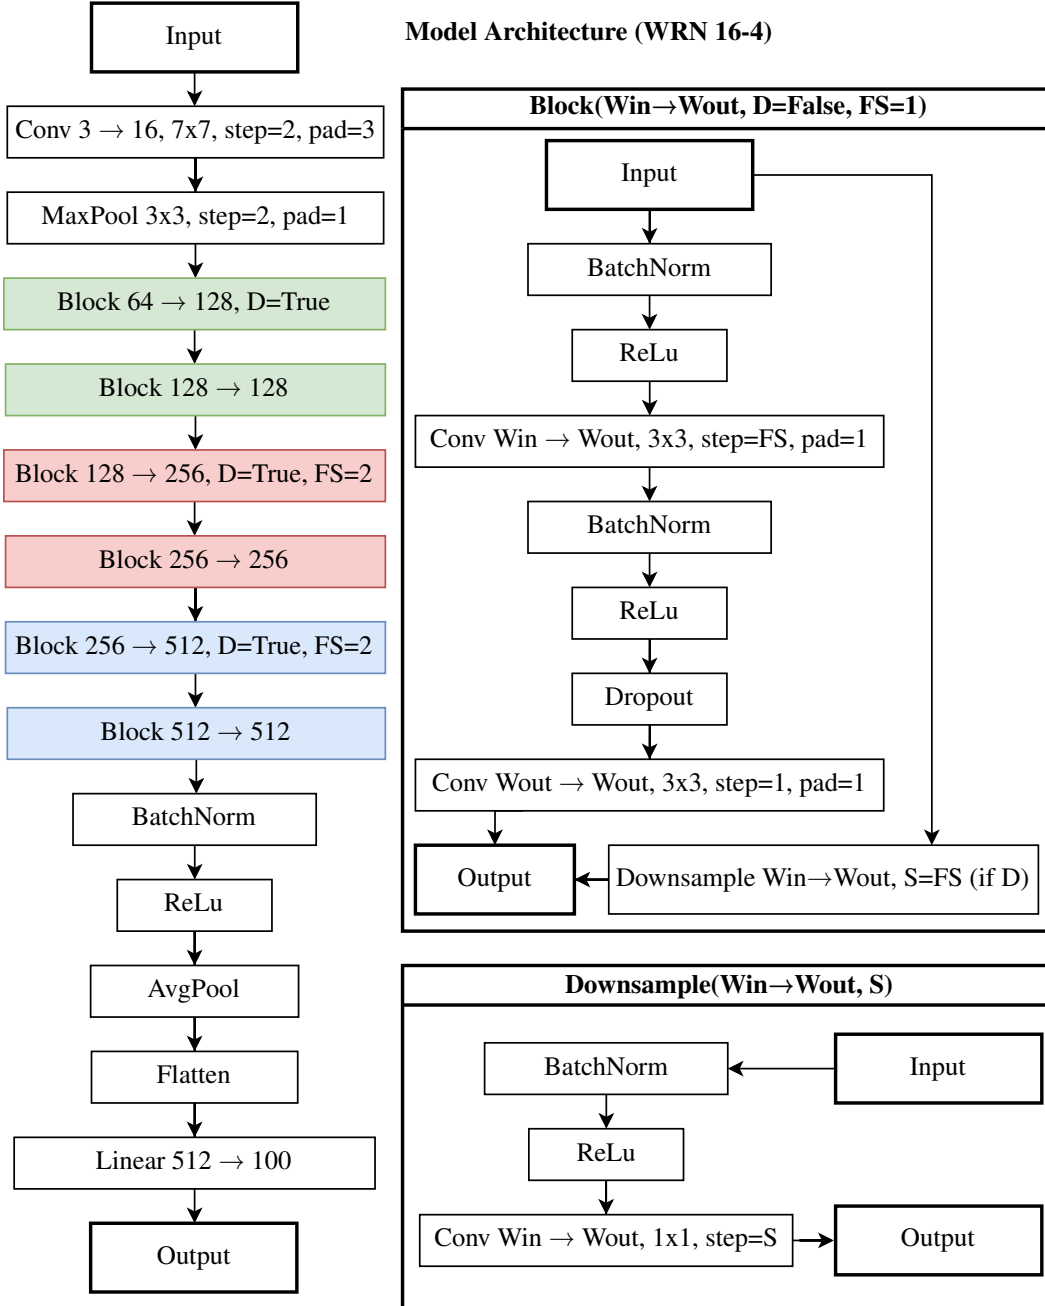 Input
Conv 3 → 16, 7x7, step=2, pad=3
MaxPool 3x3, step=2, pad=1
Block 64 → 128, D=True
Block 128 → 128
Block 128 → 256, D=True, FS=2
Block 256 → 256
Block 256 → 512, D=True, FS=2
Block 512 → 512
BatchNorm
ReLu
AvgPool
Flatten
Linear 512 → 100
Output
Model Architecture (WRN 16-4)
Block(Win→Wout, D=False, FS=1)
Input
BatchNorm
ReLu
Conv Win → Wout, 3x3, step=FS, pad=1
BatchNorm
ReLu
Dropout
Conv Wout → Wout, 3x3, step=1, pad=1
Output
Downsample Win→Wout, S=FS (if D)
Downsample(Win→Wout, S)
Input
BatchNorm
ReLu
Conv Win → Wout, 1x1, step=S
Output